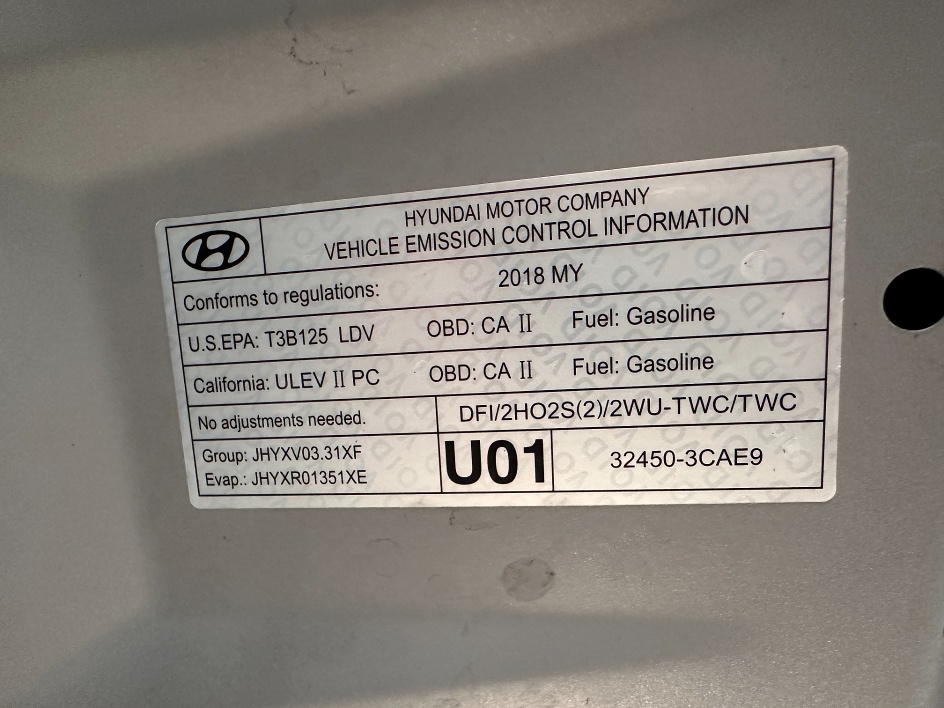 HYUNDAI MOTOR COMPANY
VEHICLE EMISSION CONTROL INFORMATION
Conforms to regulations: 2018 MY
U.S.EPA: T3B125 LDV OBD: CA II Fuel: Gasoline
California: ULEV II PC OBD: CA II Fuel: Gasoline
No adjustments needed. DFI/2HO2S(2)/2WU-TWC/TWC
Group: JHYXV03.31XF
Evap.: JHYXR01351XE
U01
32450-3CAE9